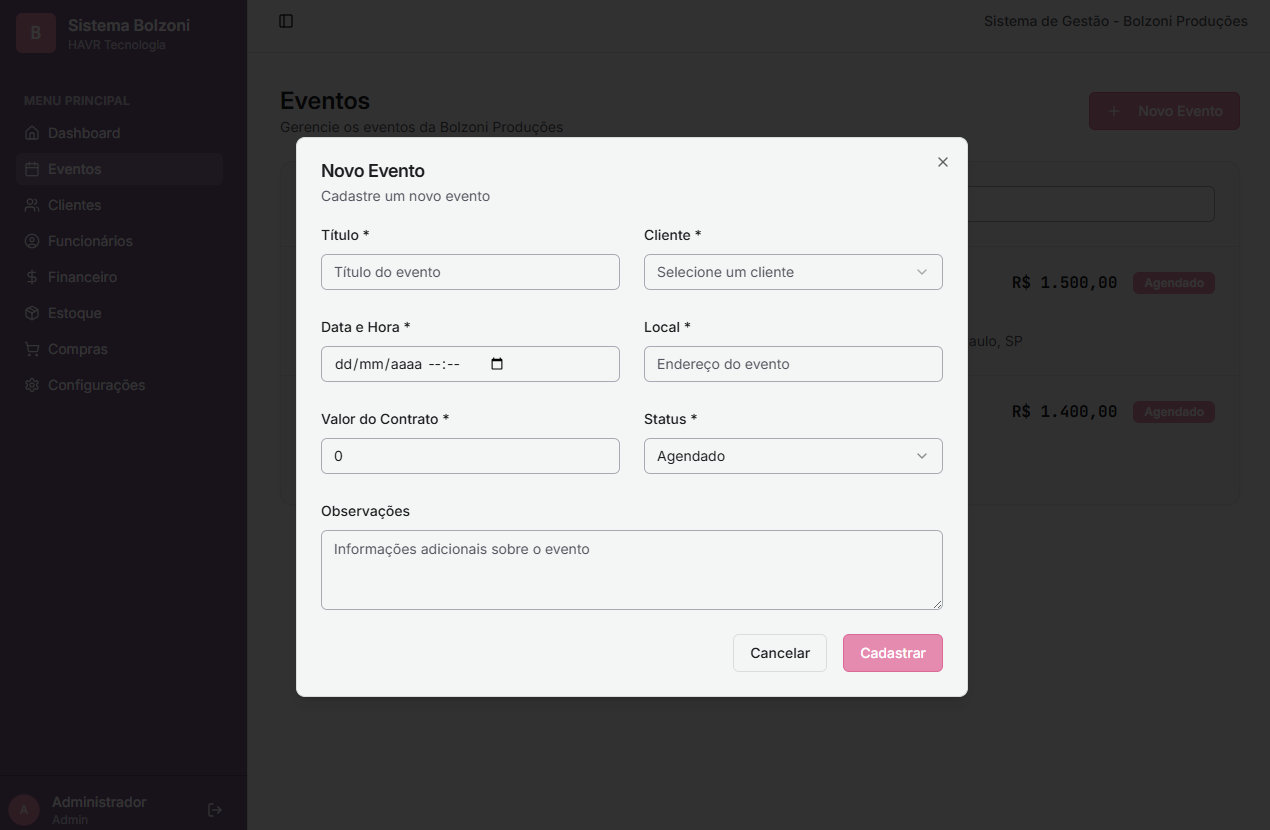 B
Sistema Bolzoni
HAVR Tecnologia
Sistema de Gestão - Bolzoni Produções
MENU PRINCIPAL
Dashboard
Eventos
Clientes
Funcionários
Financeiro
Estoque
Compras
Configurações
Eventos
Gerencie os eventos da Bolzoni Produções
+ Novo Evento
Novo Evento
Cadastre um novo evento
Título *
Título do evento
Cliente *
Selecione um cliente
Data e Hora *
dd/mm/aaaa --:--
Local *
Endereço do evento
Valor do Contrato *
0
Status *
Agendado
Observações
Informações adicionais sobre o evento
Cancelar
Cadastrar
R$ 1.500,00
Agendado
aulo, SP
R$ 1.400,00
Agendado
A
Administrador
Admin